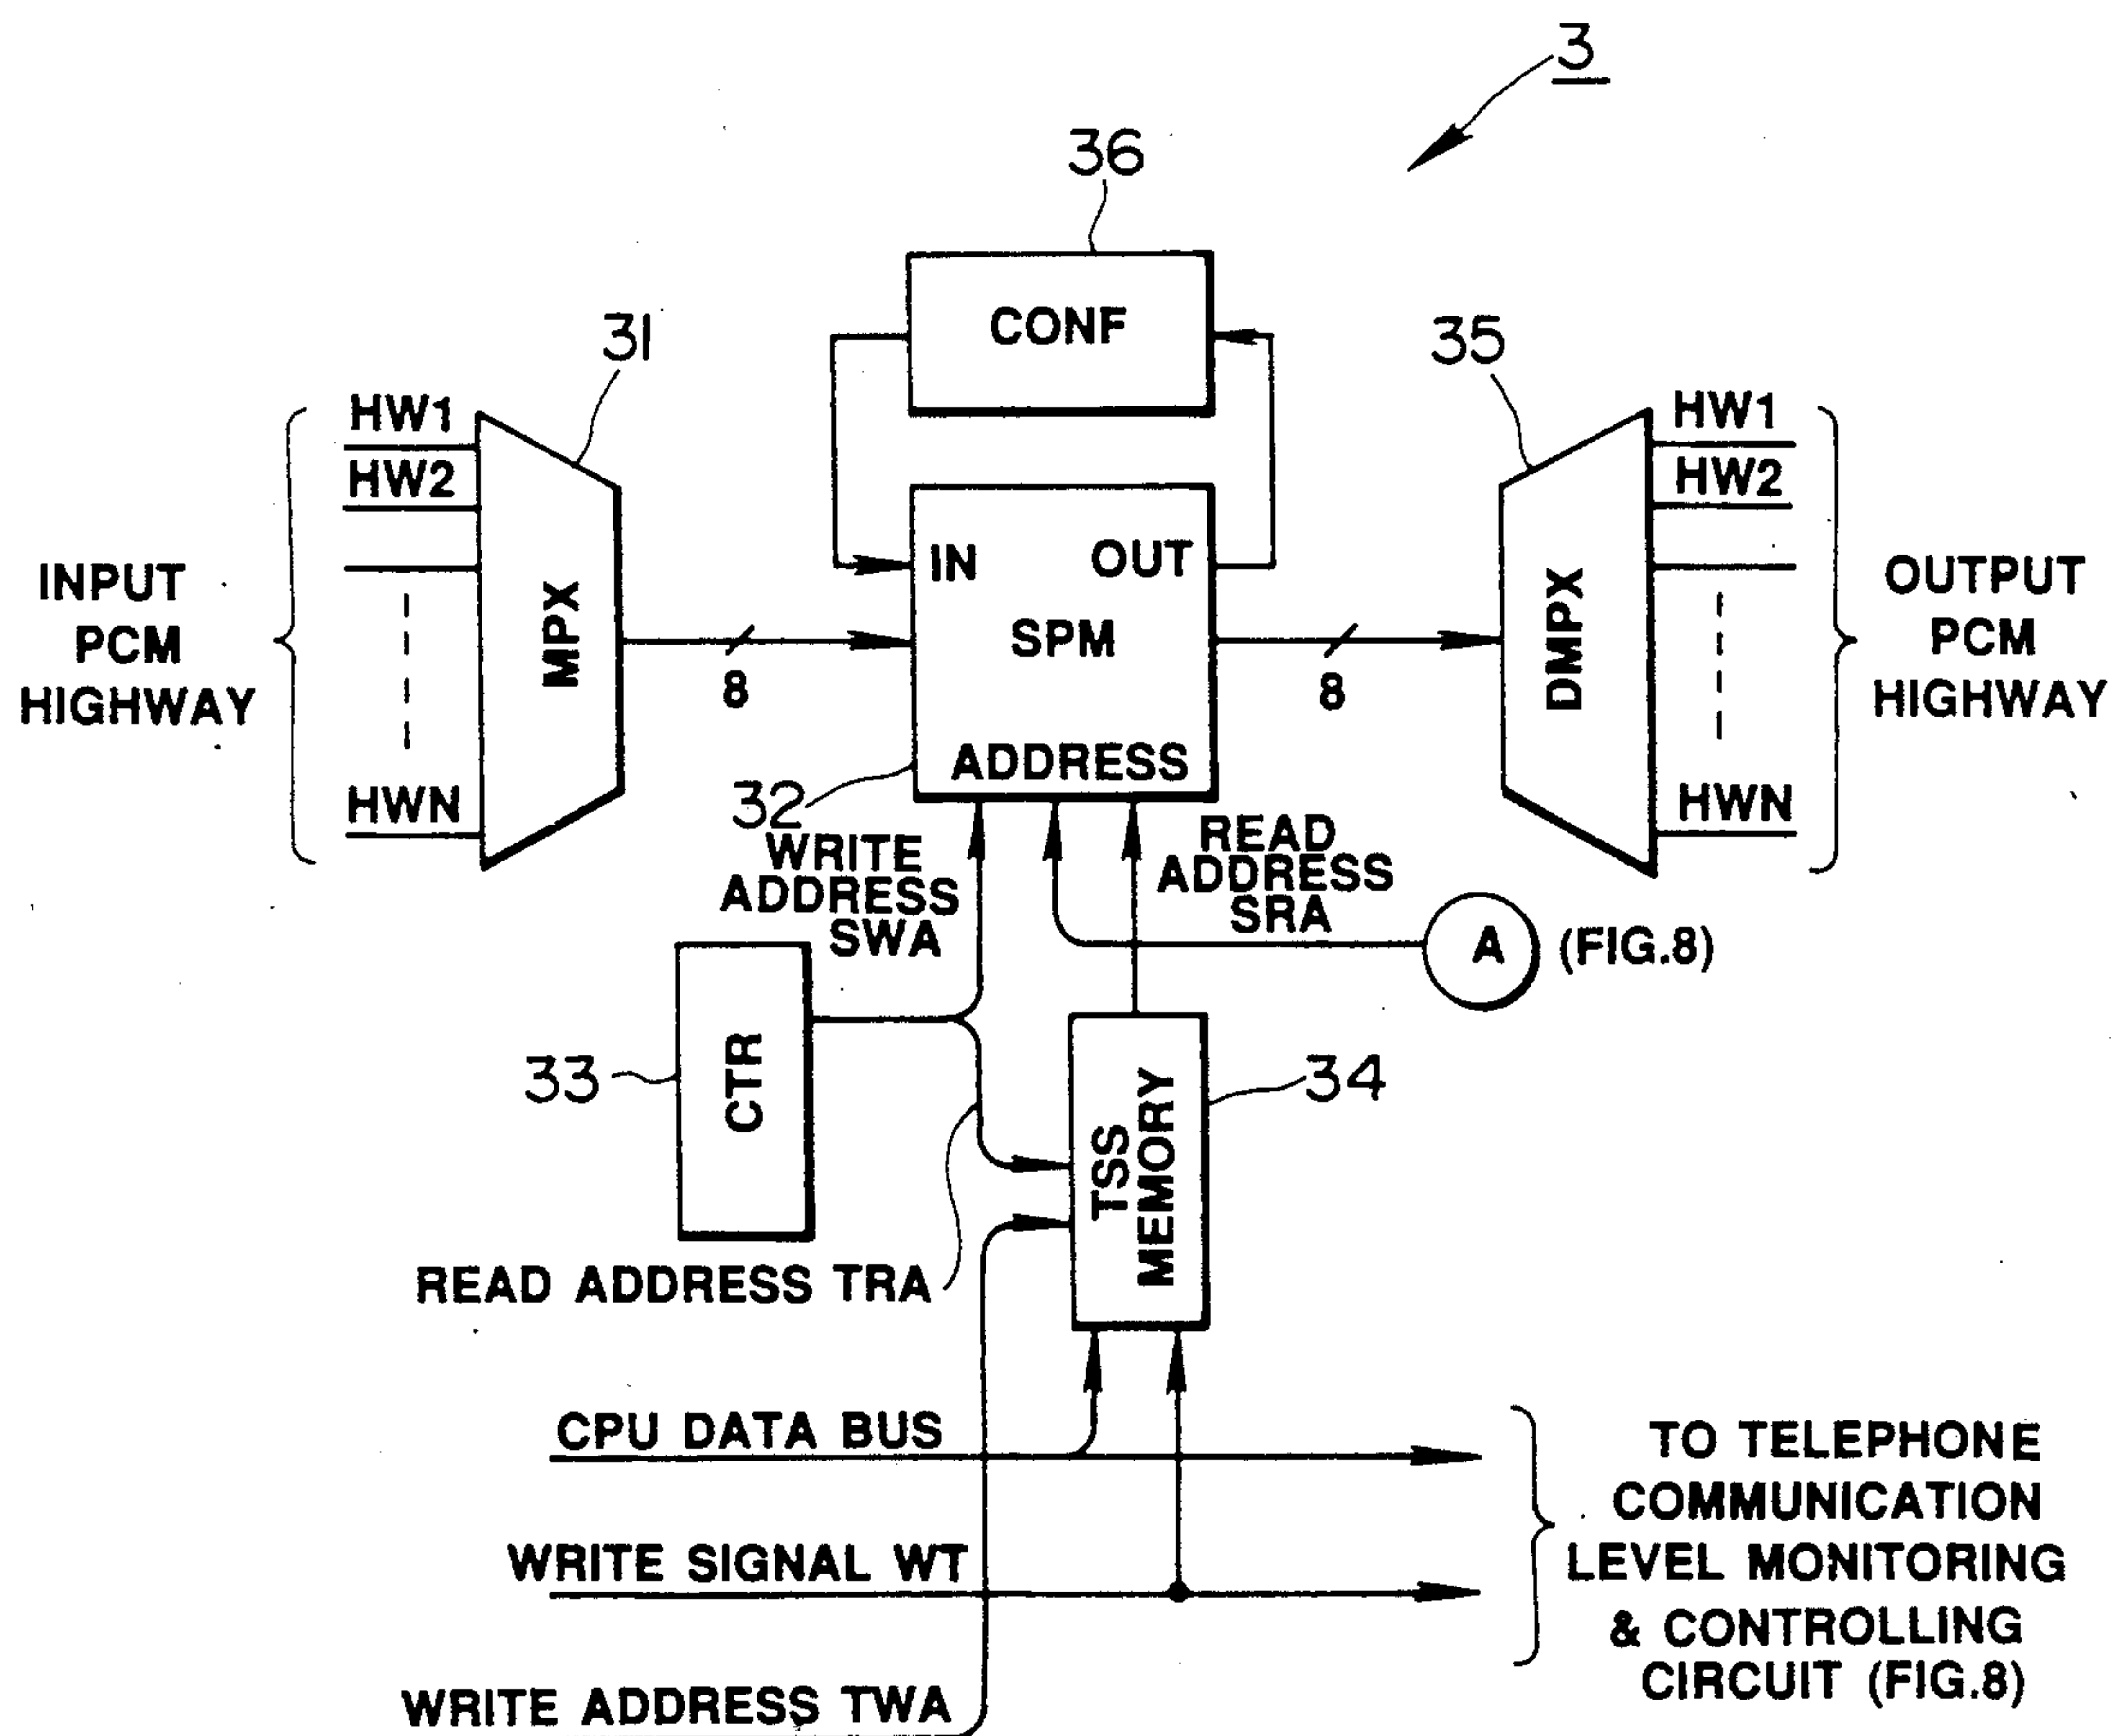 3
36
CONF
31
35
HW1
HW2
HWN
INPUT
PCM
HIGHWAY
MPX
8
IN
OUT
SPM
ADDRESS
32
8
DMPX
HW1
HW2
HWN
OUTPUT
PCM
HIGHWAY
WRITE
ADDRESS
SWA
READ
ADDRESS
SRA
A
(FIG.8)
33
CTR
34
TSS
MEMORY
READ ADDRESS TRA
CPU DATA BUS
WRITE SIGNAL WT
WRITE ADDRESS TWA
TO TELEPHONE
COMMUNICATION
LEVEL MONITORING
& CONTROLLING
CIRCUIT (FIG.8)